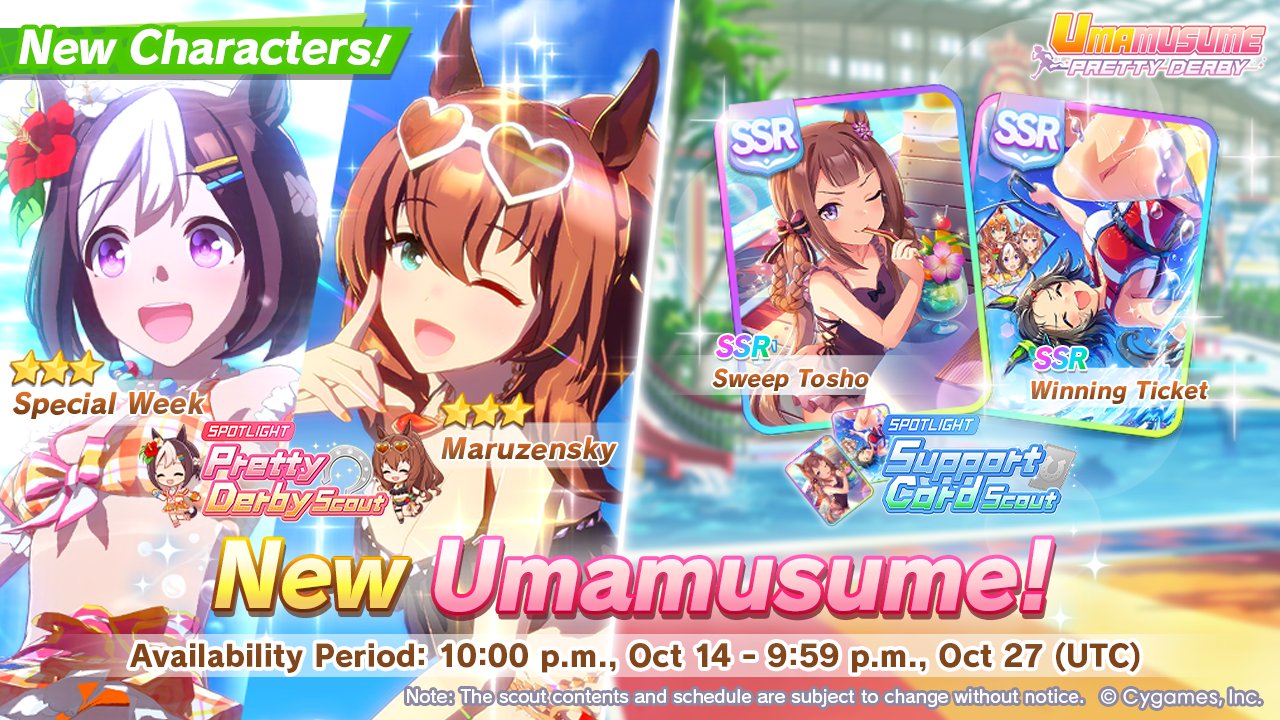 New Characters!
UMAMUSUME
PRETTY DERBY
SSR
SSR
Special Week
Maruzensky
SSR
Sweep Tosho
SSR
Winning Ticket
SPOTLIGHT
Pretty
Derby Scout
SPOTLIGHT
Support
Card Scout
New Umamusume!
Availability Period: 10:00 p.m., Oct 14 - 9:59 p.m., Oct 27 (UTC)
Note: The scout contents and schedule are subject to change without notice. © Cygames, Inc.